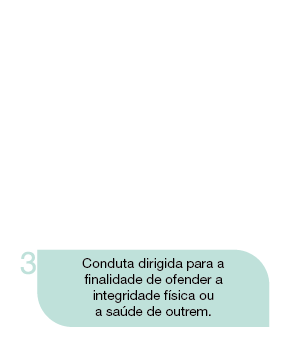 3
Conduta dirigida para a
finalidade de ofender a
integridade física ou
a saúde de outrem.